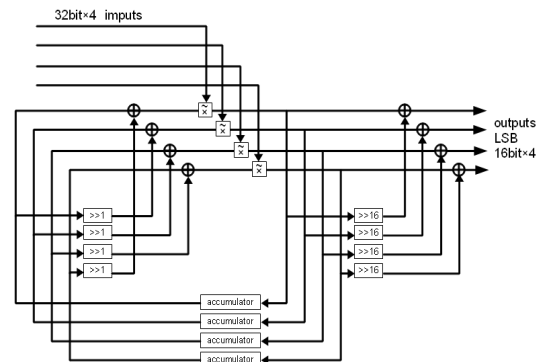 32bit×4 imputs
~
×
~
×
~
×
~
×
outputs
LSB
16bit×4
>>1
>>1
>>1
>>1
>>16
>>16
>>16
>>16
accumulator
accumulator
accumulator
accumulator